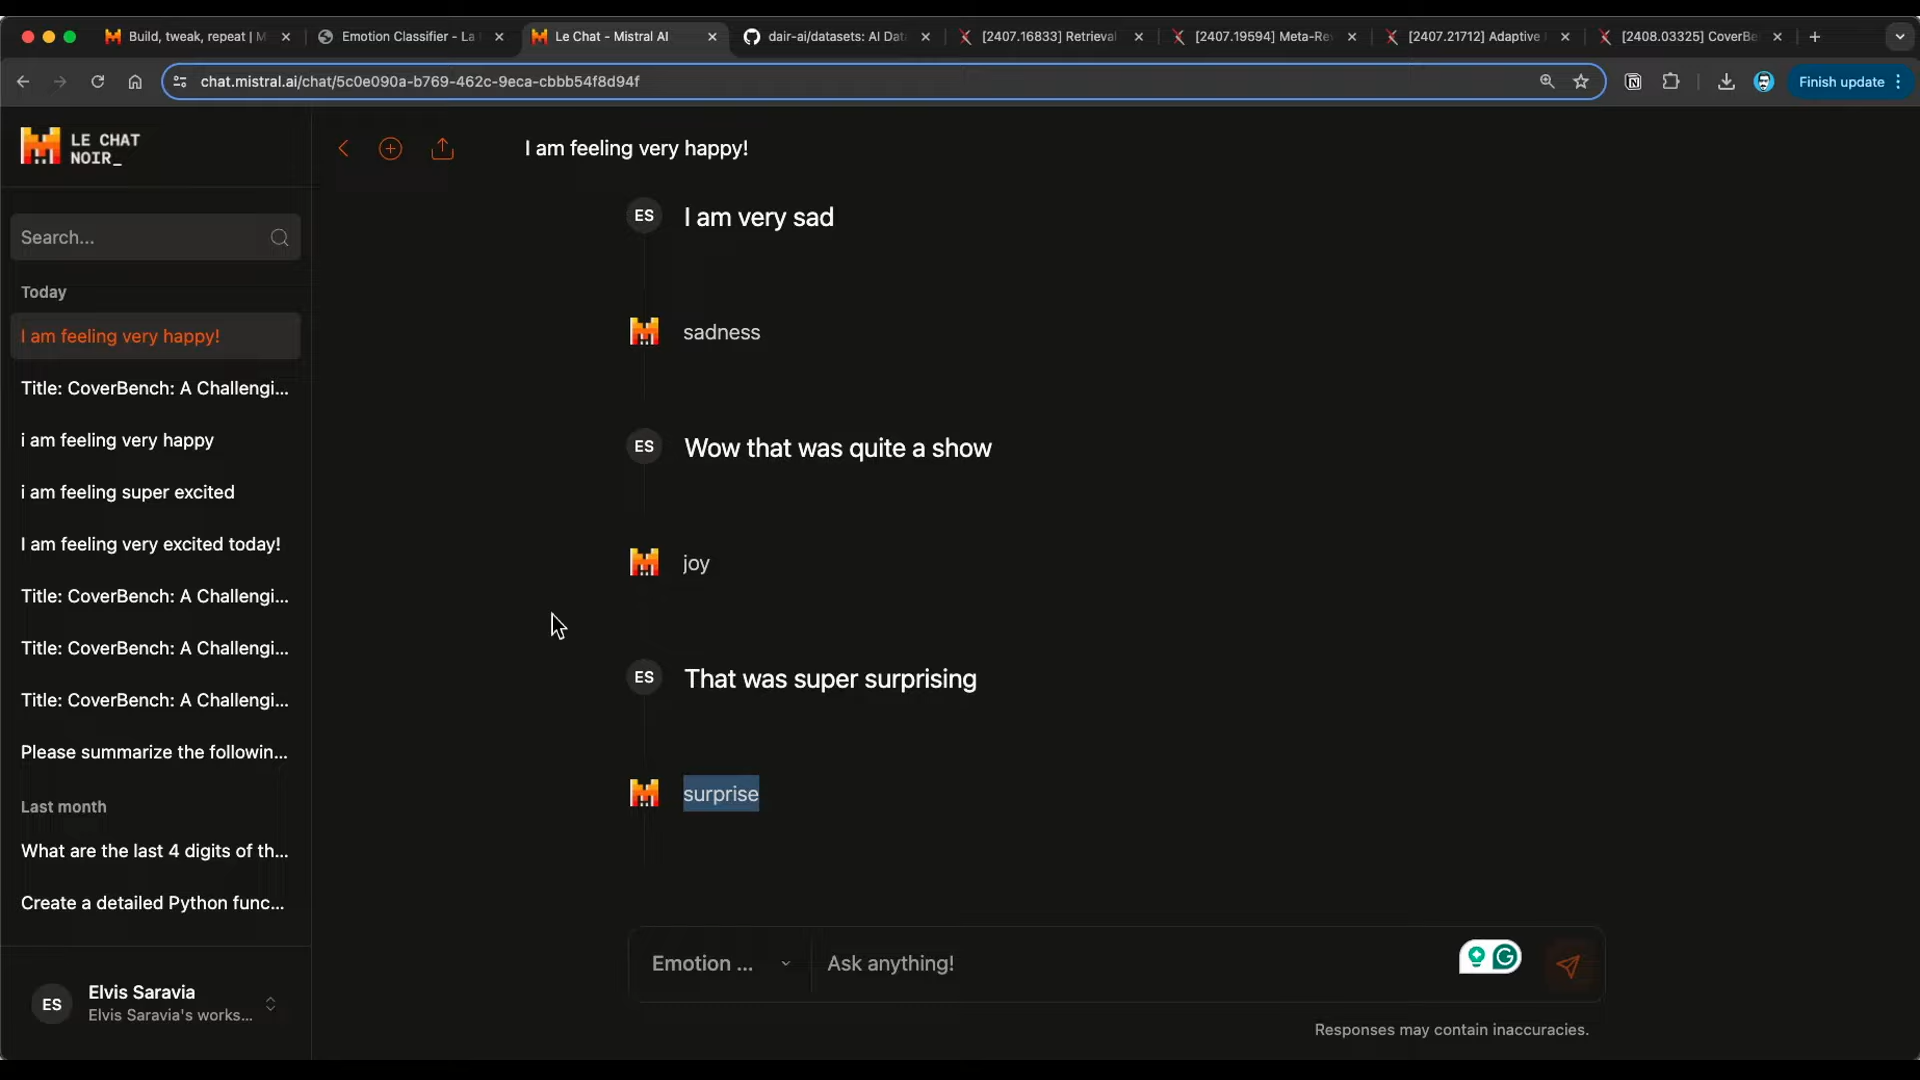 Build, tweak, repeat | M
Emotion Classifier - La
Le Chat - Mistral AI
dair-ai/datasets: AI Dat
[2407.16833] Retrieval
[2407.19594] Meta-Re
[2407.21712] Adaptive
[2408.03325] CoverBe
chat.mistral.ai/chat/5c0e090a-b769-462c-9eca-cbbb54f8d94f
Finish update
LE CHAT
NOIR_
I am feeling very happy!
Search...
Today
I am feeling very happy!
Title: CoverBench: A Challengi...
i am feeling very happy
i am feeling super excited
I am feeling very excited today!
Title: CoverBench: A Challengi...
Title: CoverBench: A Challengi...
Title: CoverBench: A Challengi...
Please summarize the followin...
Last month
What are the last 4 digits of th...
Create a detailed Python func...
ES
Elvis Saravia
Elvis Saravia's works...
ES
I am very sad
sadness
ES
Wow that was quite a show
joy
ES
That was super surprising
surprise
Emotion ...
Ask anything!
Responses may contain inaccuracies.